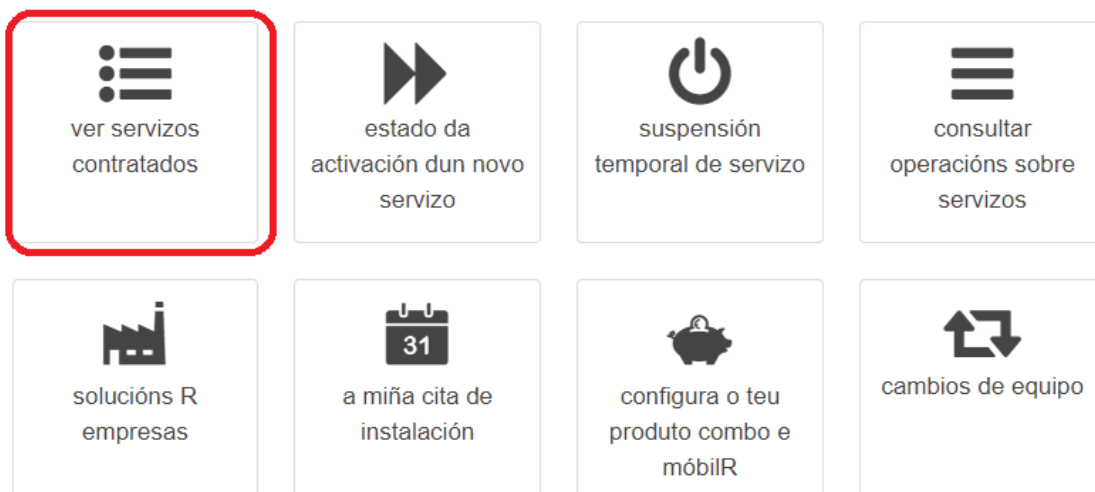 ver servizos
contratados
estado da
activación dun novo
servizo
suspensión
temporal de servizo
consultar
operacións sobre
servizos
solucións R
empresas
31
a miña cita de
instalación
configura o teu
produto combo e
móbilR
cambios de equipo